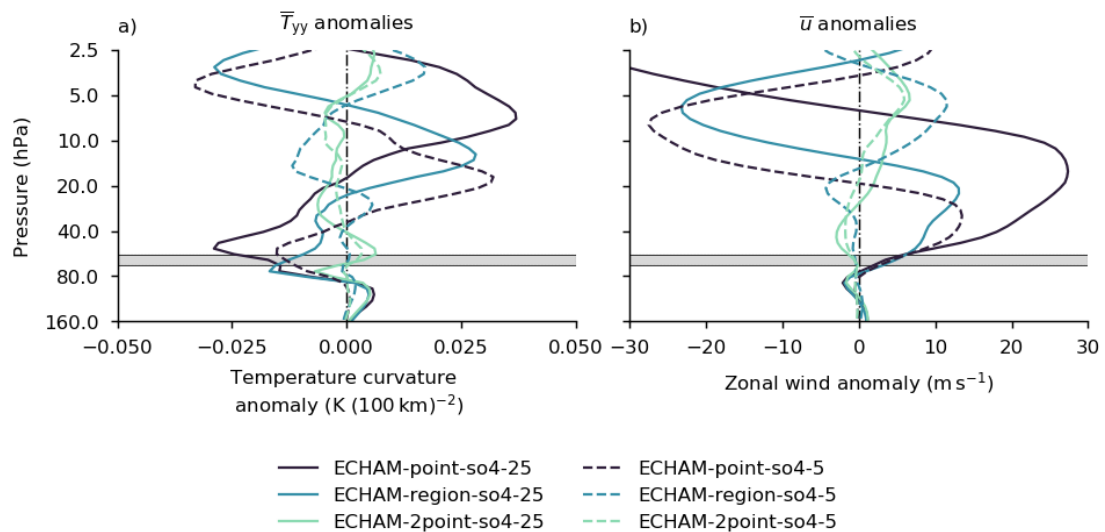 a)
T̅yy anomalies
b)
u̅ anomalies
Pressure (hPa)
2.5
5.0
10.0
20.0
40.0
80.0
160.0
−0.050
−0.025
0.000
0.025
0.050
−30
−20
−10
0
10
20
30
Temperature curvature
anomaly (K (100 km)⁻²)
Zonal wind anomaly (m s⁻¹)
ECHAM-point-so4-25
ECHAM-point-so4-5
ECHAM-region-so4-25
ECHAM-region-so4-5
ECHAM-2point-so4-25
ECHAM-2point-so4-5